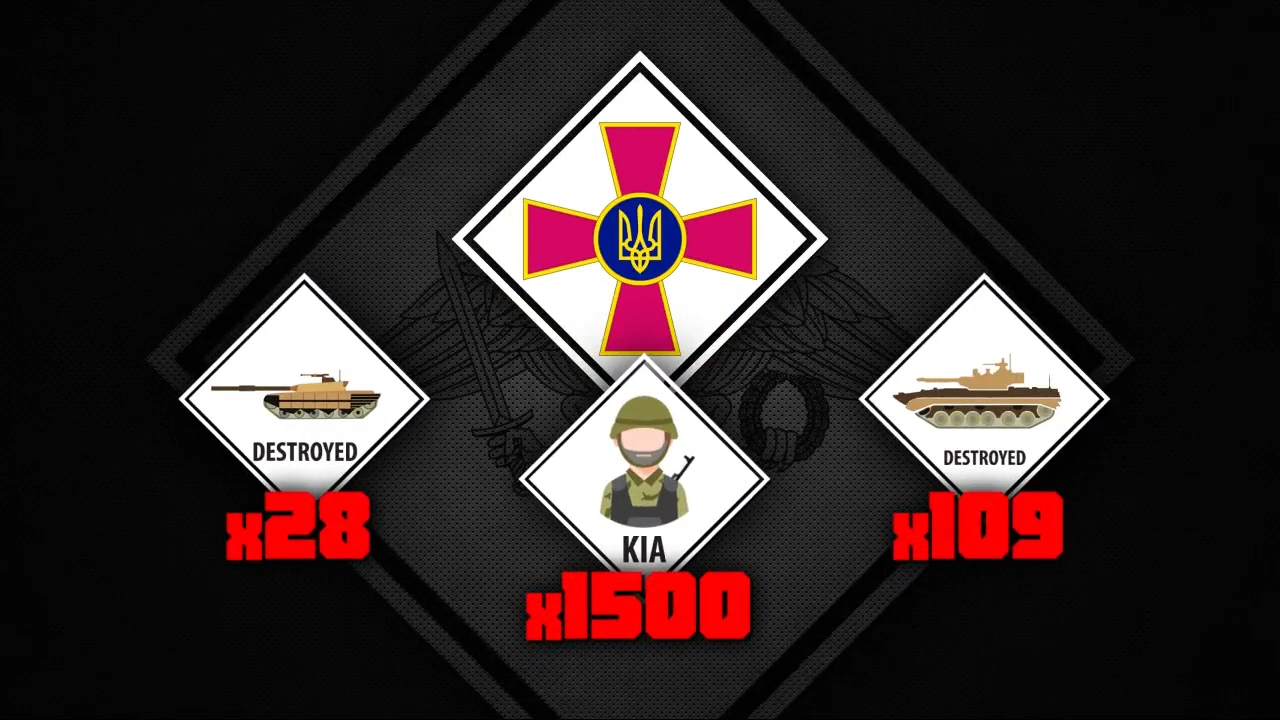 DESTROYED
x28
KIA
x1500
DESTROYED
x109